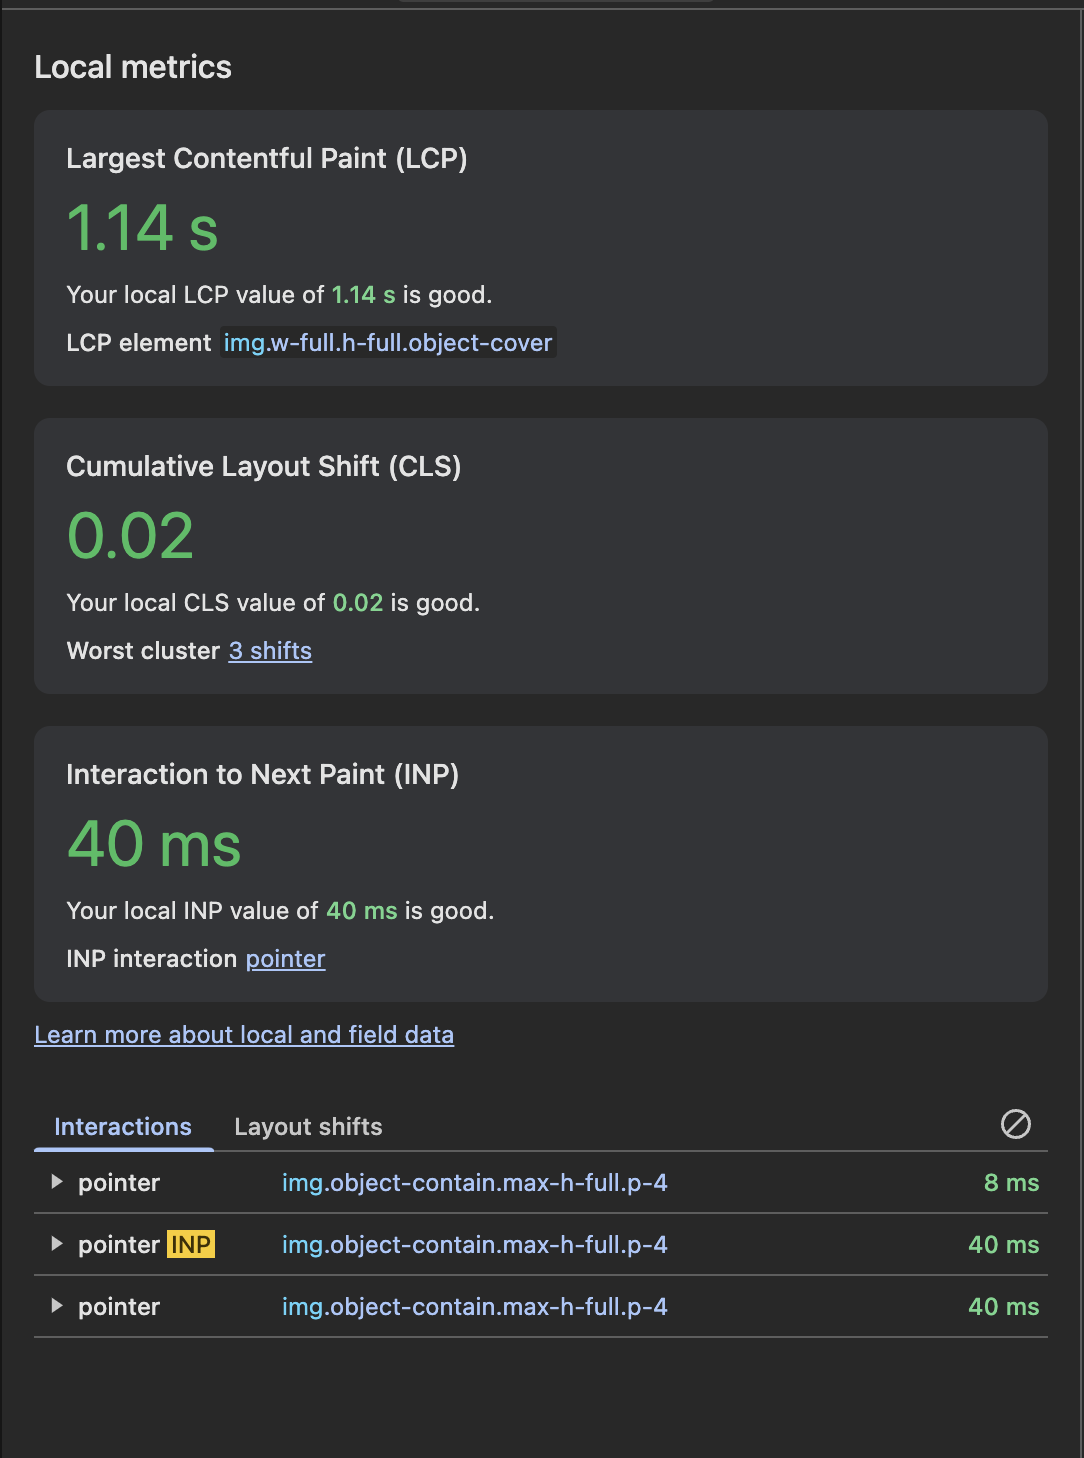 Local metrics
Largest Contentful Paint (LCP)
1.14 s
Your local LCP value of 1.14 s is good.
LCP element img.w-full.h-full.object-cover
Cumulative Layout Shift (CLS)
0.02
Your local CLS value of 0.02 is good.
Worst cluster 3 shifts
Interaction to Next Paint (INP)
40 ms
Your local INP value of 40 ms is good.
INP interaction pointer
Learn more about local and field data
Interactions Layout shifts
pointer img.object-contain.max-h-full.p-4 8 ms
pointer INP img.object-contain.max-h-full.p-4 40 ms
pointer img.object-contain.max-h-full.p-4 40 ms